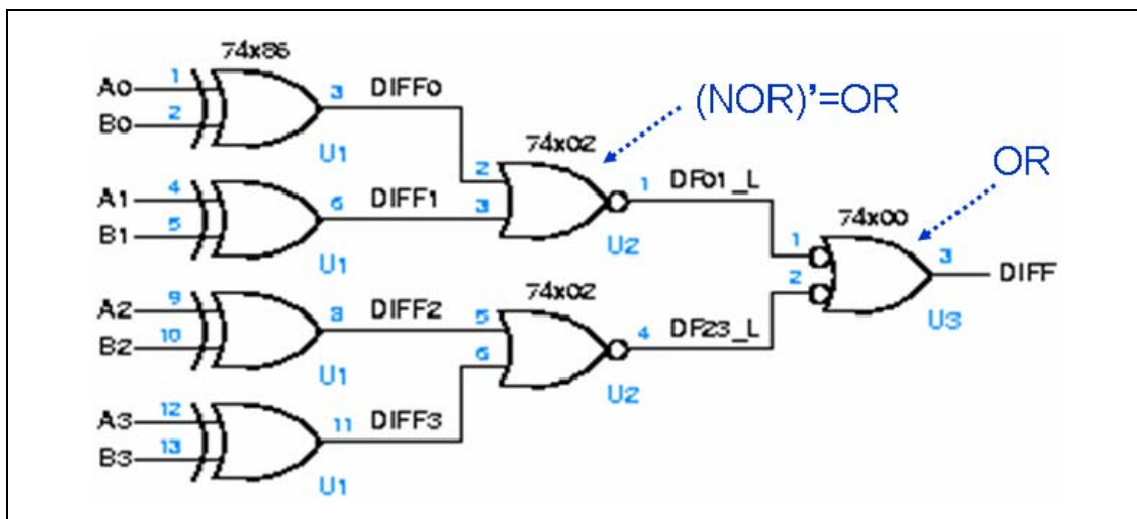 74x86
A0
1
B0
2
3
DIFF0
U1
A1
4
B1
5
6
DIFF1
U1
A2
9
B2
10
8
DIFF2
U1
A3
12
B3
13
11
DIFF3
U1
(NOR)'=OR
74x02
2
3
1
DF01_L
U2
74x02
5
6
4
DF23_L
U2
OR
74x00
1
2
3
DIFF
U3